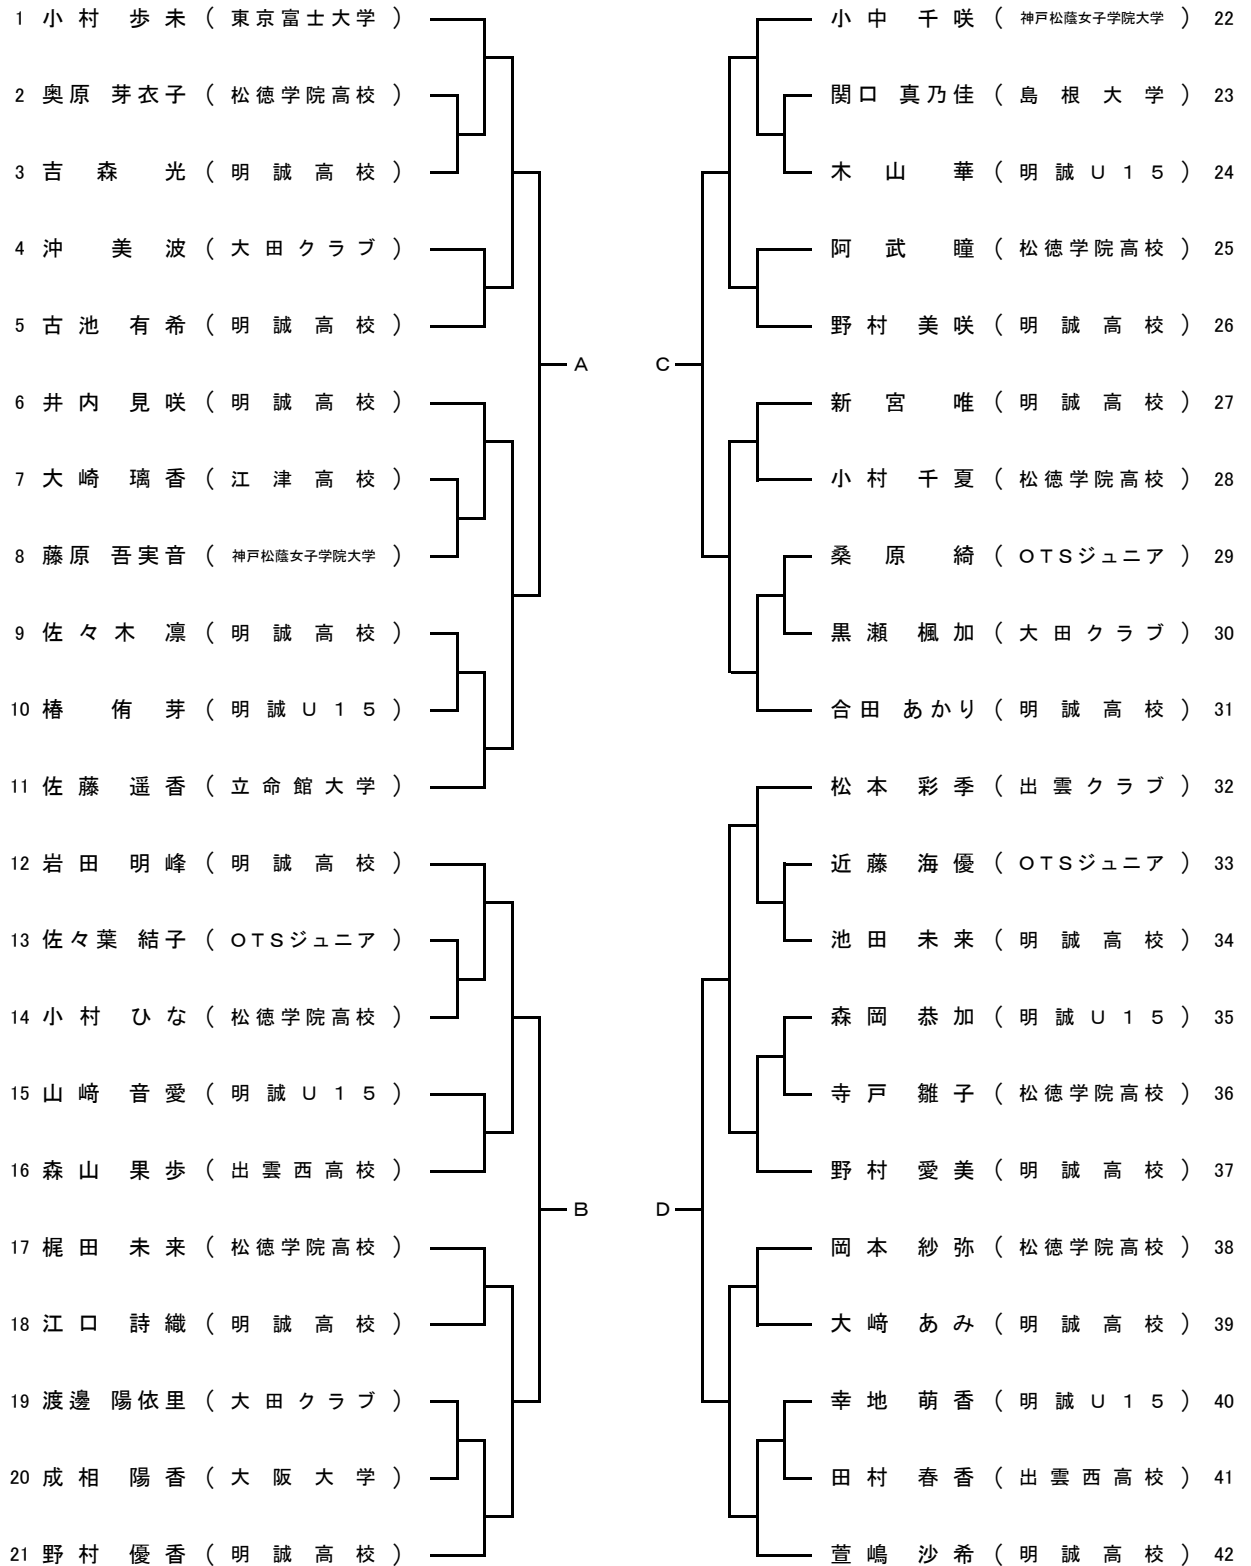 1 小村 歩未 ( 東京富士大学 )
2 奥原 芽衣子 ( 松徳学院高校 )
3 吉森 光 ( 明誠高校 )
4 沖 美波 ( 大田クラブ )
5 古池 有希 ( 明誠高校 )
A
6 井内 見咲 ( 明誠高校 )
7 大崎 璃香 ( 江津高校 )
8 藤原 吾実音 ( 神戸松蔭女子学院大学 )
9 佐々木 凛 ( 明誠高校 )
10 椿 侑芽 ( 明誠U15 )
11 佐藤 遥香 ( 立命館大学 )
12 岩田 明峰 ( 明誠高校 )
13 佐々葉 結子 ( OTSジュニア )
14 小村 ひな ( 松徳学院高校 )
15 山﨑 音愛 ( 明誠U15 )
16 森山 果歩 ( 出雲西高校 )
B
17 梶田 未来 ( 松徳学院高校 )
18 江口 詩織 ( 明誠高校 )
19 渡邊 陽依里 ( 大田クラブ )
20 成相 陽香 ( 大阪大学 )
21 野村 優香 ( 明誠高校 )
小中 千咲 ( 神戸松蔭女子学院大学 ) 22
関口 真乃佳 ( 島根大学 ) 23
木山 華 ( 明誠U15 ) 24
阿武 瞳 ( 松徳学院高校 ) 25
野村 美咲 ( 明誠高校 ) 26
C
新宮 唯 ( 明誠高校 ) 27
小村 千夏 ( 松徳学院高校 ) 28
桑原 綺 ( OTSジュニア ) 29
黒瀬 楓加 ( 大田クラブ ) 30
合田 あかり ( 明誠高校 ) 31
松本 彩季 ( 出雲クラブ ) 32
近藤 海優 ( OTSジュニア ) 33
池田 未来 ( 明誠高校 ) 34
森岡 恭加 ( 明誠U15 ) 35
寺戸 雛子 ( 松徳学院高校 ) 36
野村 愛美 ( 明誠高校 ) 37
D
岡本 紗弥 ( 松徳学院高校 ) 38
大﨑 あみ ( 明誠高校 ) 39
幸地 萌香 ( 明誠U15 ) 40
田村 春香 ( 出雲西高校 ) 41
萱嶋 沙希 ( 明誠高校 ) 42